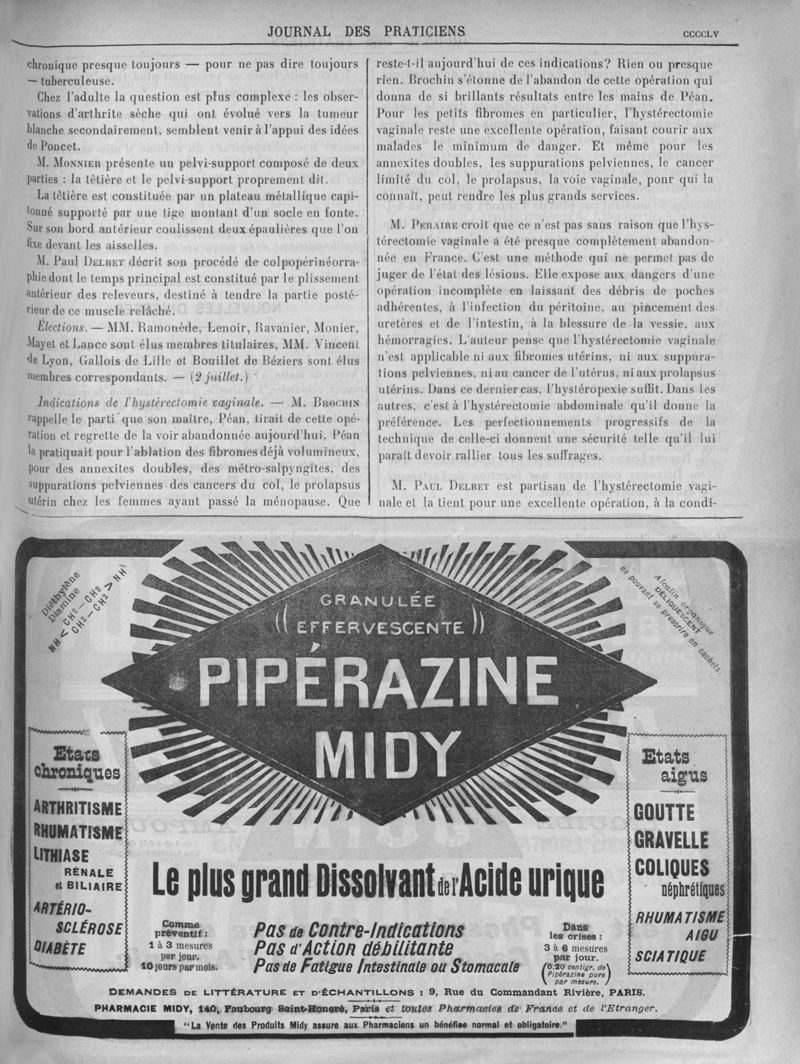 JOURNAL DES PRATICIENS
CCCCLV
chronique presque toujours — pour ne pas dire toujours
— tuberculeuse.
Chez l'adulte la question est plus complexe : les obser-
vations d'arthrite sèche qui ont évolué vers la tumeur
blanche secondairement, semblent venir à l'appui des idées
de Poncet.
M. MONNIER présente un pelvi-support composé de deux
parties : la têtière et le pelvi-support proprement dit.
La têtière est constituée par un plateau métallique capi-
tonné supporté par une tige montant d'un socle en fonte.
Sur son bord antérieur coulissent deux épaulières que l'on
fixe devant les aisselles.
M. Paul DELBET décrit son procédé de colpopérinéorra-
phie dont le temps principal est constitué par le plissement
antérieur des releveurs, destiné à tendre la partie posté-
rieur de ce muscle relâché.
Élections. — MM. Ramonède, Lenoir, Ravanier, Monier,
Mayet et Lance sont élus membres titulaires, MM. Vincent
de Lyon, Gallois de Lille et Bouillet de Béziers sont élus
membres correspondants. — (2 juillet.)
Indications de l'hystérectomie vaginale. — M. BROCHIN
rappelle le parti que son maître, Péan, tirait de cette opé-
ration et regrette de la voir abandonnée aujourd'hui. Péan
la pratiquait pour l'ablation des fibromes déjà volumineux,
pour des annexites doubles, des métro-salpyngites, des
suppurations pelviennes des cancers du col, le prolapsus
utérin chez les femmes ayant passé la ménopause. Que
reste-t-il aujourd'hui de ces indications? Rien ou presque
rien. Brochin s'étonne de l'abandon de cette opération qui
donna de si brillants résultats entre les mains de Péan.
Pour les petits fibromes en particulier, l'hystérectomie
vaginale reste une excellente opération, faisant courir aux
malades le minimum de danger. Et même pour les
annexites doubles, les suppurations pelviennes, le cancer
limité du col, le prolapsus, la voie vaginale, ponr qui la
connaît, peut rendre les plus grands services.
M. PERAIRE croit que ce n'est pas sans raison que l'hys-
térectomie vaginale a été presque complètement abandon-
née en France. C'est une méthode qui ne permet pas de
juger de l'état des lésions. Elle expose aux dangers d'une
opération incomplète en laissant des débris de poches
adhérentes, à l'infection du péritoine, au pincement des
uretères et de l'intestin, à la blessure de la vessie, aux
hémorragies. L'auteur pense que l'hystérectomie vaginale
n'est applicable ni aux fibromes utérins, ni aux suppura-
tions pelviennes, ni au cancer de l'utérus, ni aux prolapsus
utérins. Dans ce dernier cas, l'hystéropexie suffit. Dans les
autres, c'est à l'hystérectomie abdominale qu'il donne la
préférence. Les perfectionnements progressifs de la
technique de celle-ci donnent une sécurité telle qu'il lui
paraît devoir rallier tous les suffrages.
M. PAUL DELBET est partisan de l'hystérectomie vagi-
nale et la tient pour une excellente opération, à la condi-
Diéthylène
Diamine
NH < CH2 — CH2 > NH
CH2 — CH2
Alcalin organique
DÉLIQUESCENT
ne pouvant se prescrire en cachets.
GRANULÉE
((EFFERVESCENTE))
PIPÉRAZINE
MIDY
Etats
chroniques
ARTHRITISME
RHUMATISME
LITHIASE
RÉNALE
et BILIAIRE
ARTÉRIO-
SCLÉROSE
DIABÈTE
Etats
aigus
GOUTTE
GRAVELLE
COLIQUES
néphrétiques
RHUMATISME
AIGU
SCIATIQUE
Le plus grand Dissolvant de l'Acide urique
Comme
préventif :
1 à 3 mesures
par jour.
10 jours par mois.
Pas de Contre-Indications
Pas d'Action débilitante
Pas de Fatigue Intestinale ou Stomacale
Dans
les crises :
3 à 6 mesures
par jour.
(0.20 centigr. de
Pipérazine pure
par mesure.)
DEMANDES DE LITTÉRATURE ET D'ÉCHANTILLONS : 9, Rue du Commandant Rivière, PARIS.
PHARMACIE MIDY, 140, Faubourg Saint-Honoré, Paris et toutes Pharmacies de France et de l'Etranger.
"La Vente des Produits Midy assure aux Pharmaciens un bénéfice normal et obligatoire."